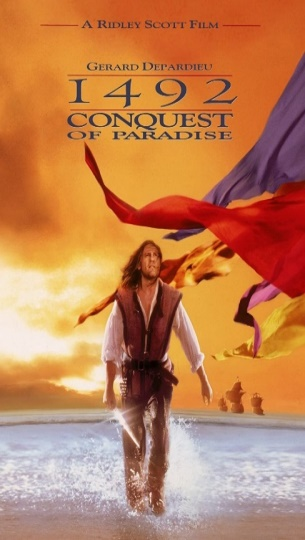 A RIDLEY SCOTT FILM
GERARD DEPARDIEU
1492
CONQUEST
OF PARADISE